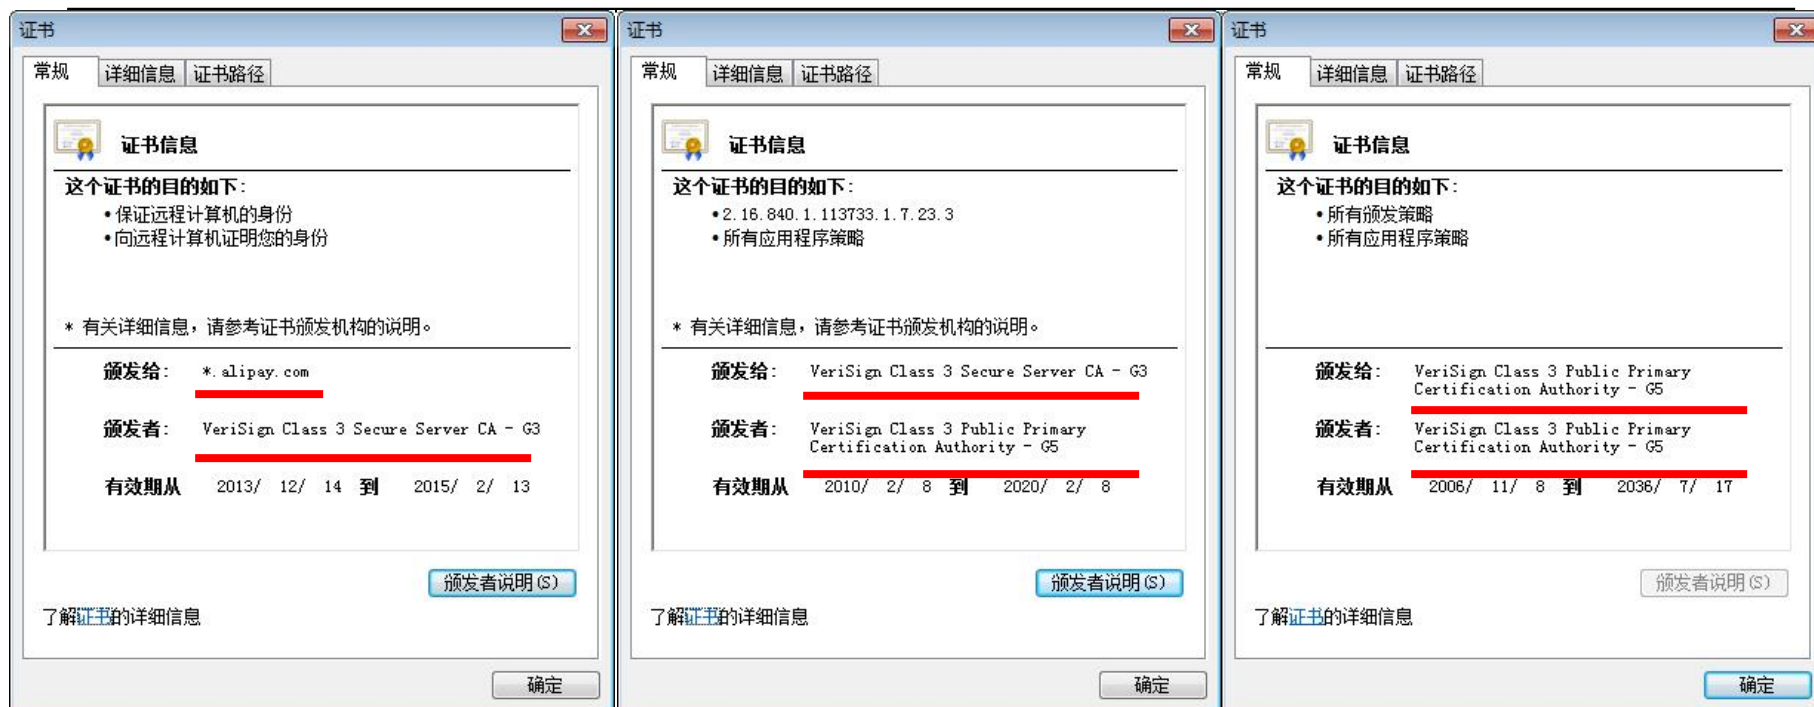 证书
常规 详细信息 证书路径
证书信息
这个证书的目的如下:
•保证远程计算机的身份
•向远程计算机证明您的身份
* 有关详细信息，请参考证书颁发机构的说明。
颁发给: *.alipay.com
颁发者: VeriSign Class 3 Secure Server CA - G3
有效期从 2013/ 12/ 14 到 2015/ 2/ 13
颁发者说明(S)
了解证书的详细信息
确定
证书
常规 详细信息 证书路径
证书信息
这个证书的目的如下:
•2.16.840.1.113733.1.7.23.3
•所有应用程序策略
* 有关详细信息，请参考证书颁发机构的说明。
颁发给: VeriSign Class 3 Secure Server CA - G3
颁发者: VeriSign Class 3 Public Primary
Certification Authority - G5
有效期从 2010/ 2/ 8 到 2020/ 2/ 8
颁发者说明(S)
了解证书的详细信息
确定
证书
常规 详细信息 证书路径
证书信息
这个证书的目的如下:
•所有颁发策略
•所有应用程序策略
颁发给: VeriSign Class 3 Public Primary
Certification Authority - G5
颁发者: VeriSign Class 3 Public Primary
Certification Authority - G5
有效期从 2006/ 11/ 8 到 2036/ 7/ 17
颁发者说明(S)
了解证书的详细信息
确定